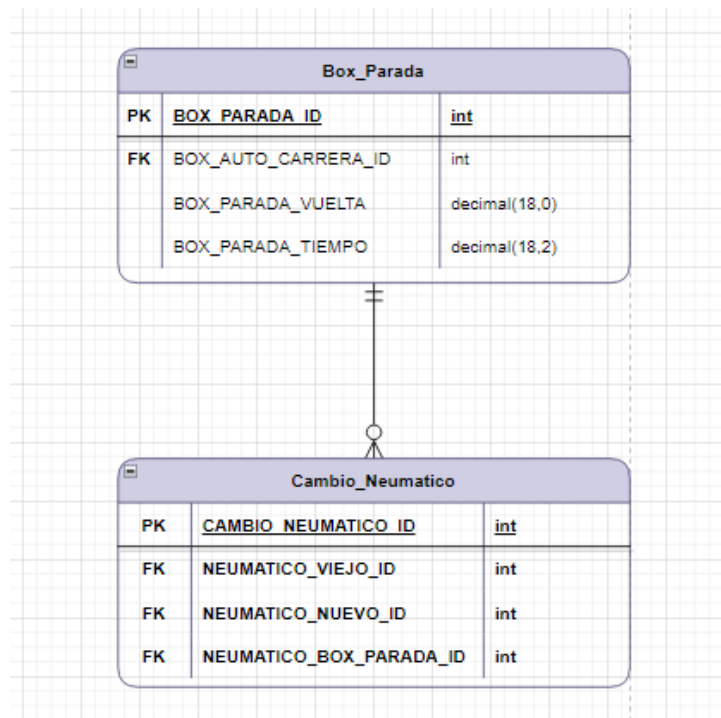 Box_Parada
PK BOX_PARADA_ID int
FK BOX_AUTO_CARRERA_ID int
BOX_PARADA_VUELTA decimal(18,0)
BOX_PARADA_TIEMPO decimal(18,2)
Cambio_Neumatico
PK CAMBIO_NEUMATICO_ID int
FK NEUMATICO_VIEJO_ID int
FK NEUMATICO_NUEVO_ID int
FK NEUMATICO_BOX_PARADA_ID int